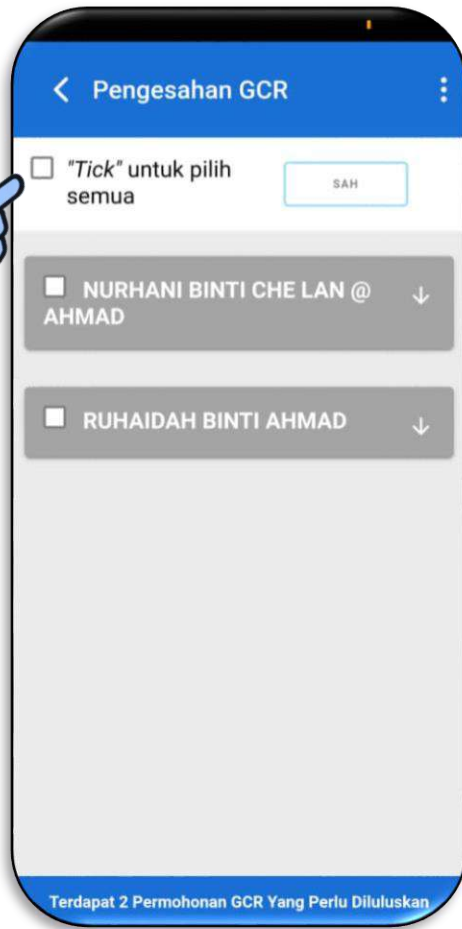 Pengesahan GCR
"Tick" untuk pilih
semua
SAH
NURHANI BINTI CHE LAN @
AHMAD
RUHAIDAH BINTI AHMAD
Terdapat 2 Permohonan GCR Yang Perlu Diluluskan